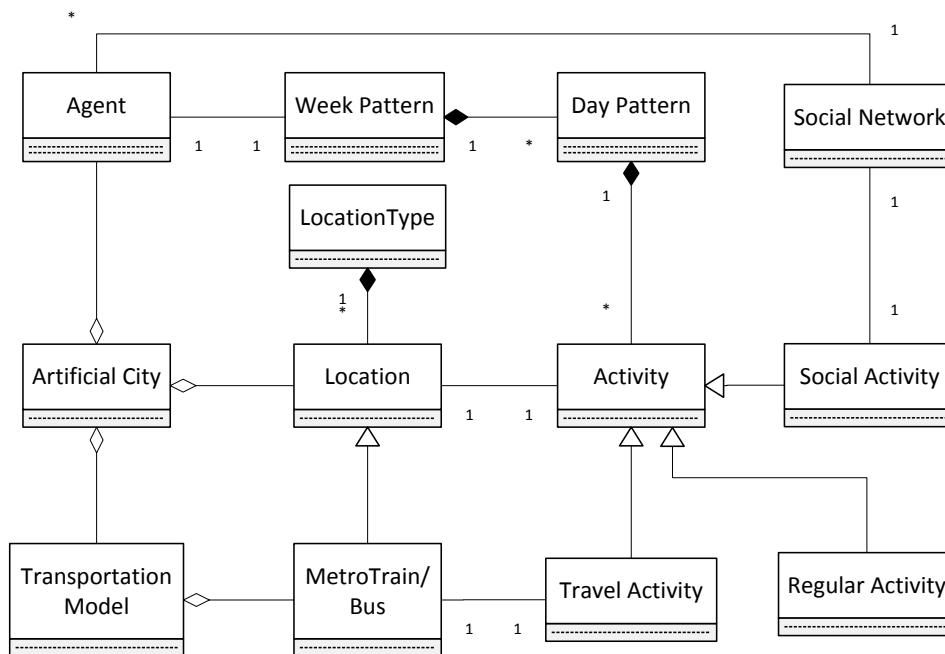 *
1
Agent
Week Pattern
Day Pattern
Social Network
1
1
1
*
1
1
LocationType
1
*
*
1
Artificial City
Location
Activity
Social Activity
1
1
Transportation
Model
MetroTrain/
Bus
Travel Activity
Regular Activity
1
1